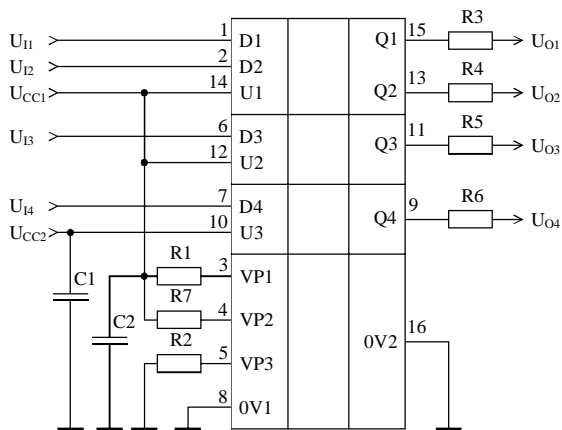 R3
U_I1 1 D1 Q1 15 U_O1
U_I2 2 D2 R4
U_CC1 14 U1 Q2 13 U_O2
R5
U_I3 6 D3 Q3 11 U_O3
12 U2
R6
U_I4 7 D4 Q4 9 U_O4
U_CC2 10 U3
C1 R1 3 VP1
R7
C2 4 VP2
R2 0V2 16
5 VP3
8 0V1